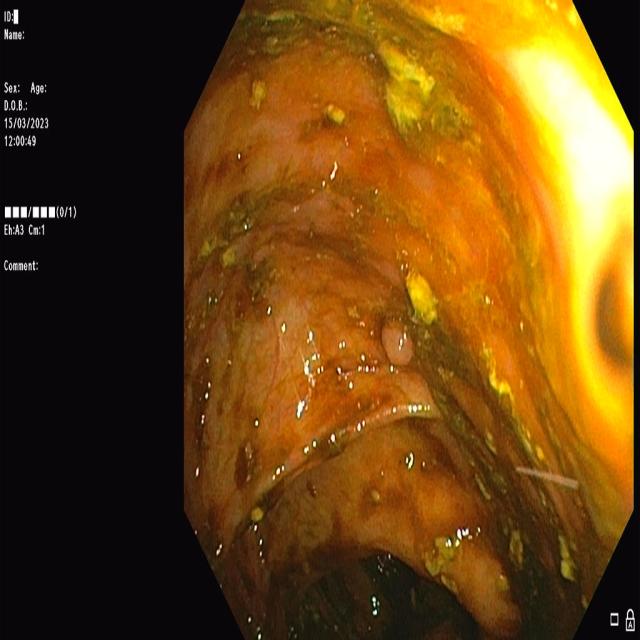 ID:
Name:
Sex: Age:
D.O.B.:
15/03/2023
12:00:49
■■■/■■■(0/1)
Eh:A3 Cm:1
Comment: